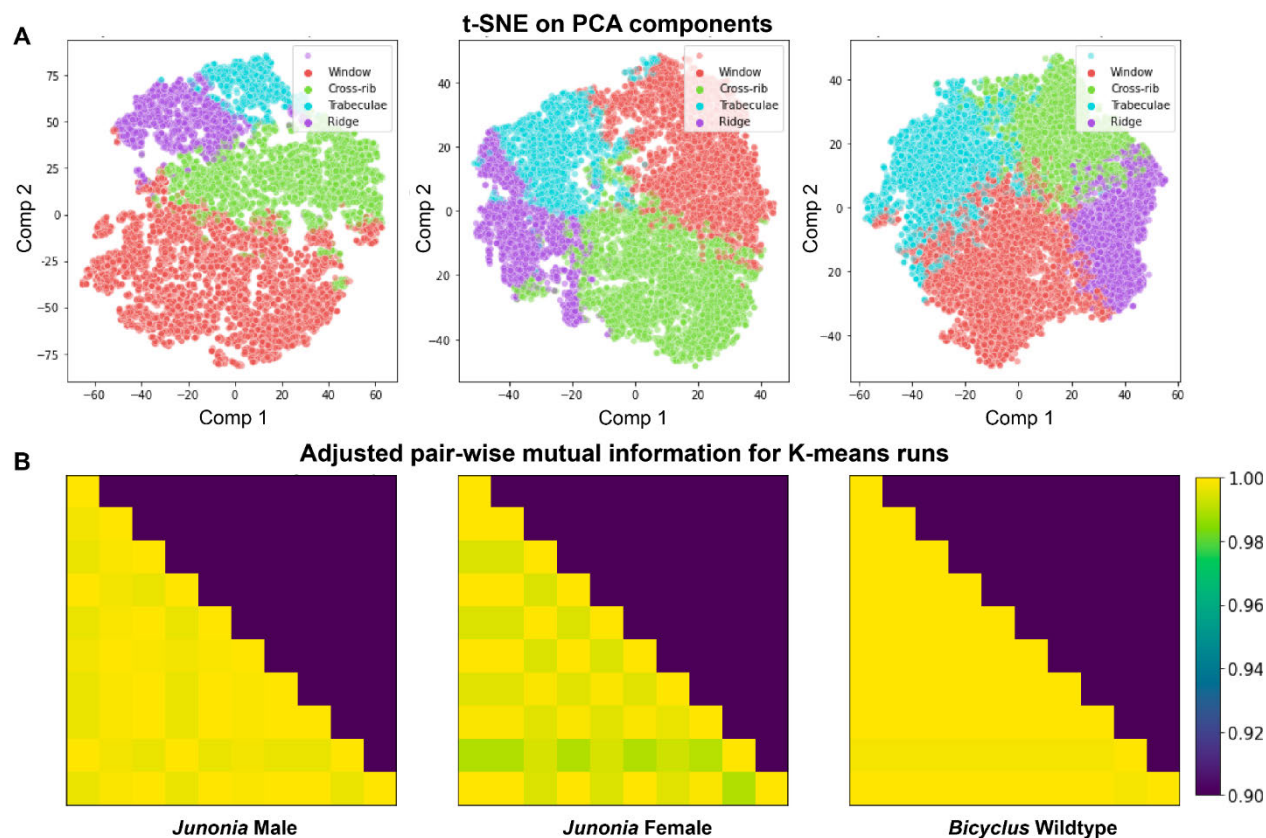 A
t-SNE on PCA components
Window
Cross-rib
Trabeculae
Ridge
75
50
25
0
−25
−50
−75
Comp 2
−60 −40 −20 0 20 40 60
Comp 1
Window
Cross-rib
Trabeculae
Ridge
40
20
0
−20
−40
Comp 2
−40 −20 0 20 40
Comp 1
Window
Cross-rib
Trabeculae
Ridge
40
20
0
20
40
Comp 2
−60 −40 −20 0 20 40 60
Comp 1
B
Adjusted pair-wise mutual information for K-means runs
1.00
0.98
0.96
0.94
0.92
0.90
Junonia Male
Junonia Female
Bicyclus Wildtype